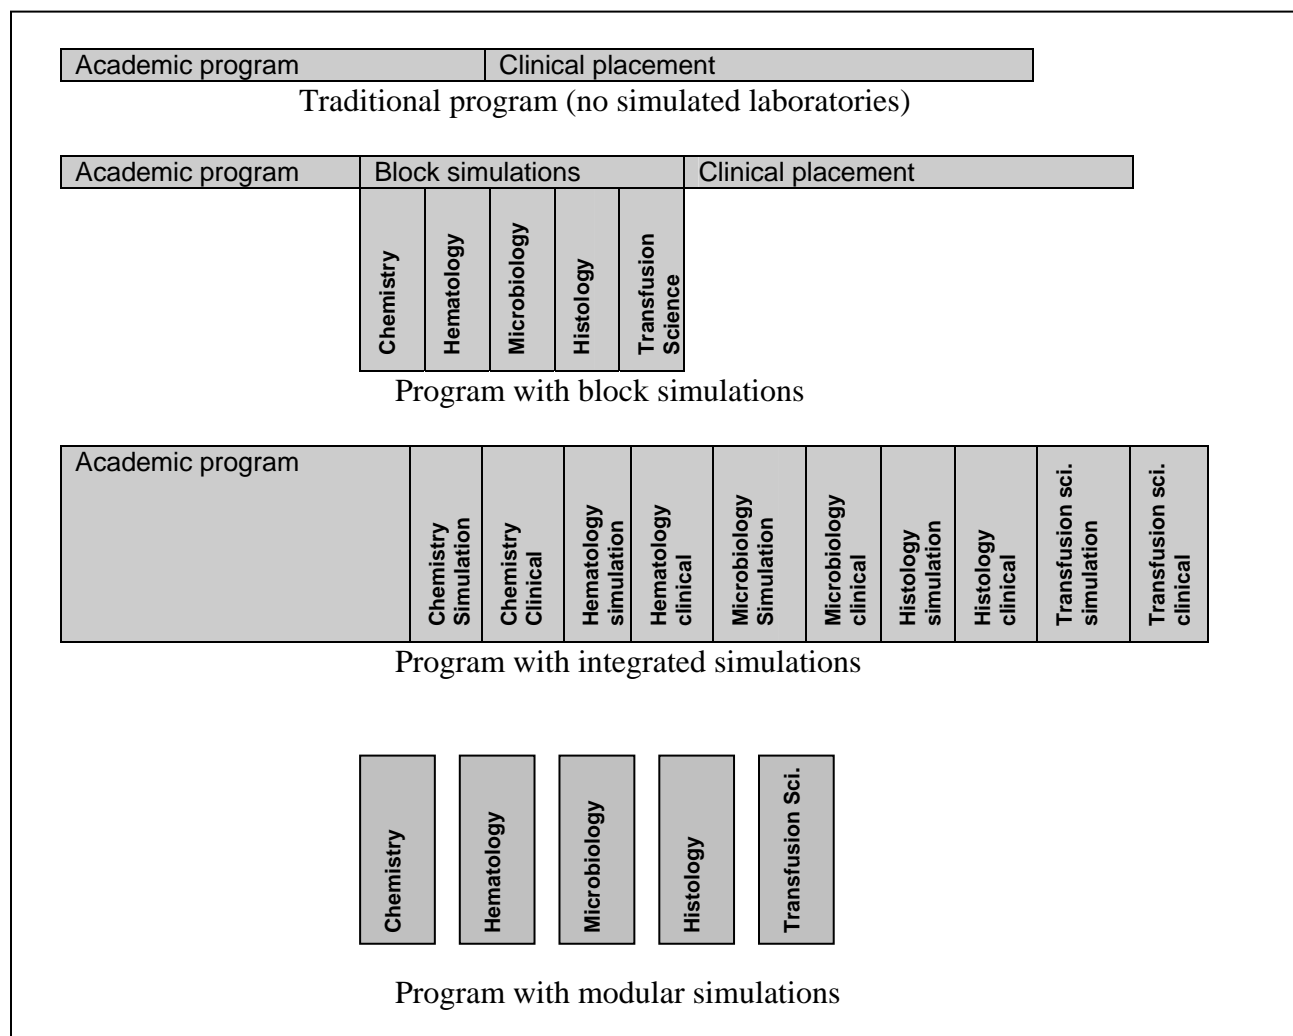 Academic program Clinical placement
Traditional program (no simulated laboratories)
Academic program Block simulations Clinical placement
Chemistry
Hematology
Microbiology
Histology
Transfusion
Science
Program with block simulations
Academic program
Chemistry
Simulation
Chemistry
Clinical
Hematology
simulation
Hematology
clinical
Microbiology
Simulation
Microbiology
clinical
Histology
simulation
Histology
clinical
Transfusion sci.
simulation
Transfusion sci.
clinical
Program with integrated simulations
Chemistry
Hematology
Microbiology
Histology
Transfusion Sci.
Program with modular simulations